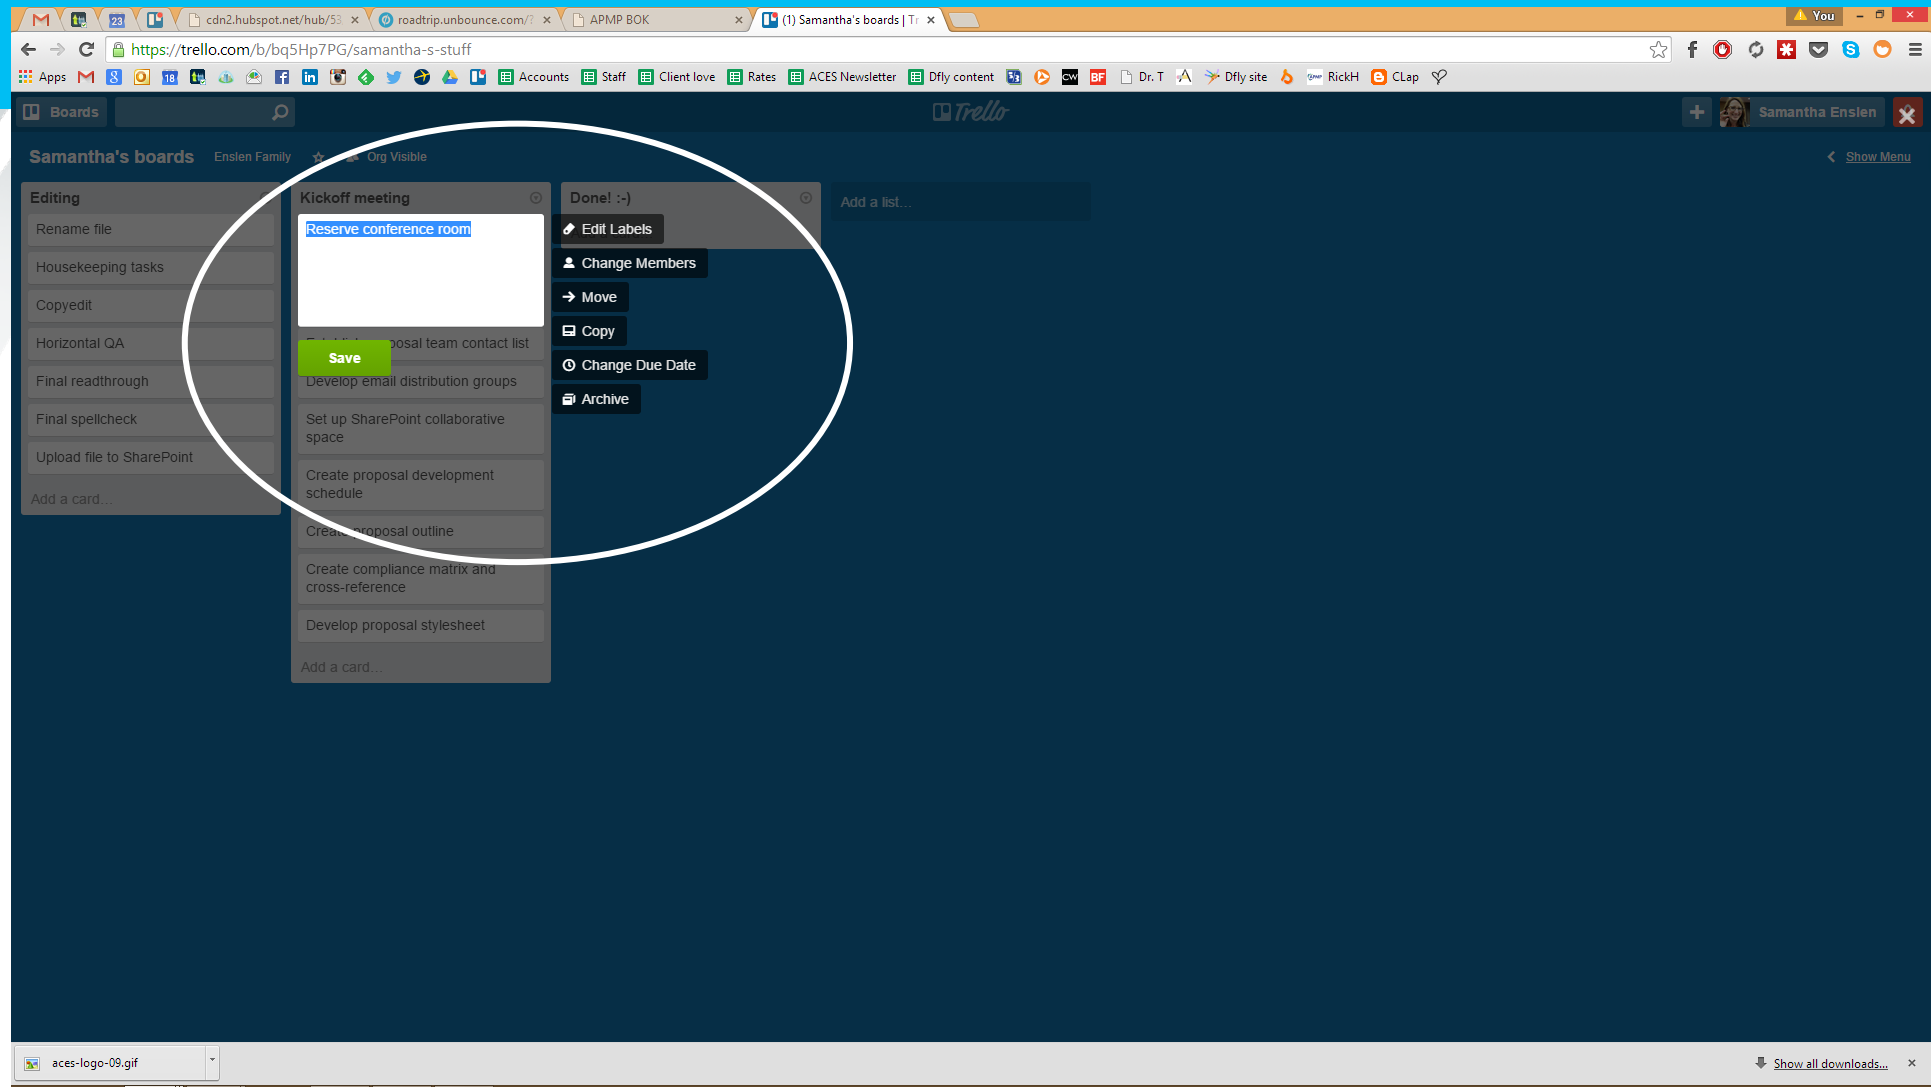 23
cdn2.hubspot.net/hub/53
roadtrip.unbounce.com/?
APMP BOK
(1) Samantha's boards | Tr
You
https://trello.com/b/bq5Hp7PG/samantha-s-stuff
Apps
18
Accounts
Staff
Client love
Rates
ACES Newsletter
Dfly content
CW
BF
Dr. T
Dfly site
RickH
CLap
Boards
Trello
Samantha Enslen
Samantha's boards
Enslen Family
Org Visible
Show Menu
Editing
Rename file
Housekeeping tasks
Copyedit
Horizontal QA
Final readthrough
Final spellcheck
Upload file to SharePoint
Add a card...
Kickoff meeting
Reserve conference room
posal team contact list
Save
Develop email distribution groups
Set up SharePoint collaborative
space
Create proposal development
schedule
Create proposal outline
Create compliance matrix and
cross-reference
Develop proposal stylesheet
Add a card...
Done! :-)
Edit Labels
Change Members
Move
Copy
Change Due Date
Archive
Add a list...
aces-logo-09.gif
Show all downloads...